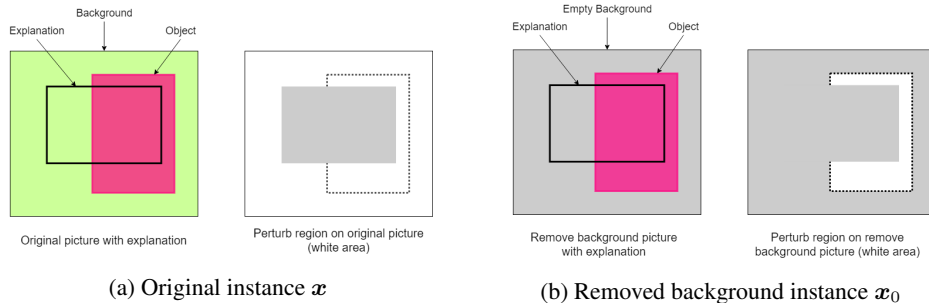 Background
Explanation
Object
Original picture with explanation
Perturb region on original picture
(white area)
(a) Original instance x
Empty Background
Explanation
Object
Remove background picture
with explanation
Perturb region on remove
background picture (white area)
(b) Removed background instance x₀